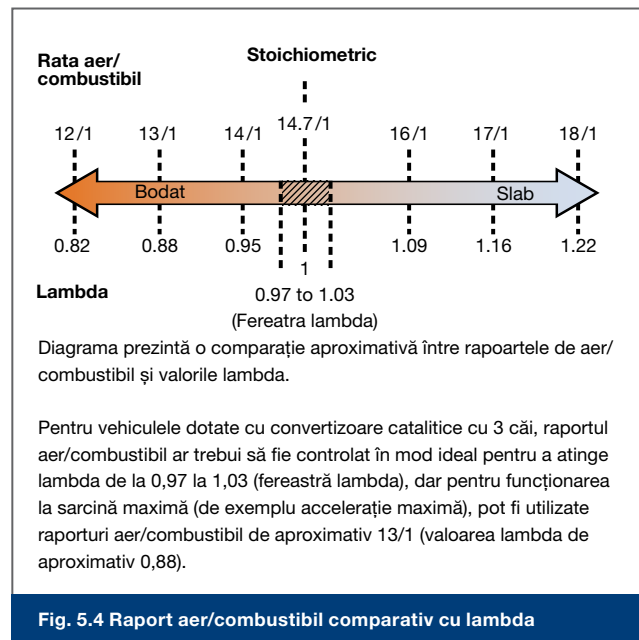 Rata aer/
combustibil
Stoichiometric
12/1 13/1 14/1 14.7/1 16/1 17/1 18/1
Bodat Slab
0.82 0.88 0.95 1 1.09 1.16 1.22
Lambda
0.97 to 1.03
(Fereatra lambda)
Diagrama prezintă o comparație aproximativă între rapoartele de aer/
combustibil și valorile lambda.
Pentru vehiculele dotate cu convertizoare catalitice cu 3 căi, raportul
aer/combustibil ar trebui să fie controlat în mod ideal pentru a atinge
lambda de la 0,97 la 1,03 (fereastră lambda), dar pentru funcționarea
la sarcină maximă (de exemplu accelerație maximă), pot fi utilizate
raporturi aer/combustibil de aproximativ 13/1 (valoarea lambda de
aproximativ 0,88).
Fig. 5.4 Raport aer/combustibil comparativ cu lambda